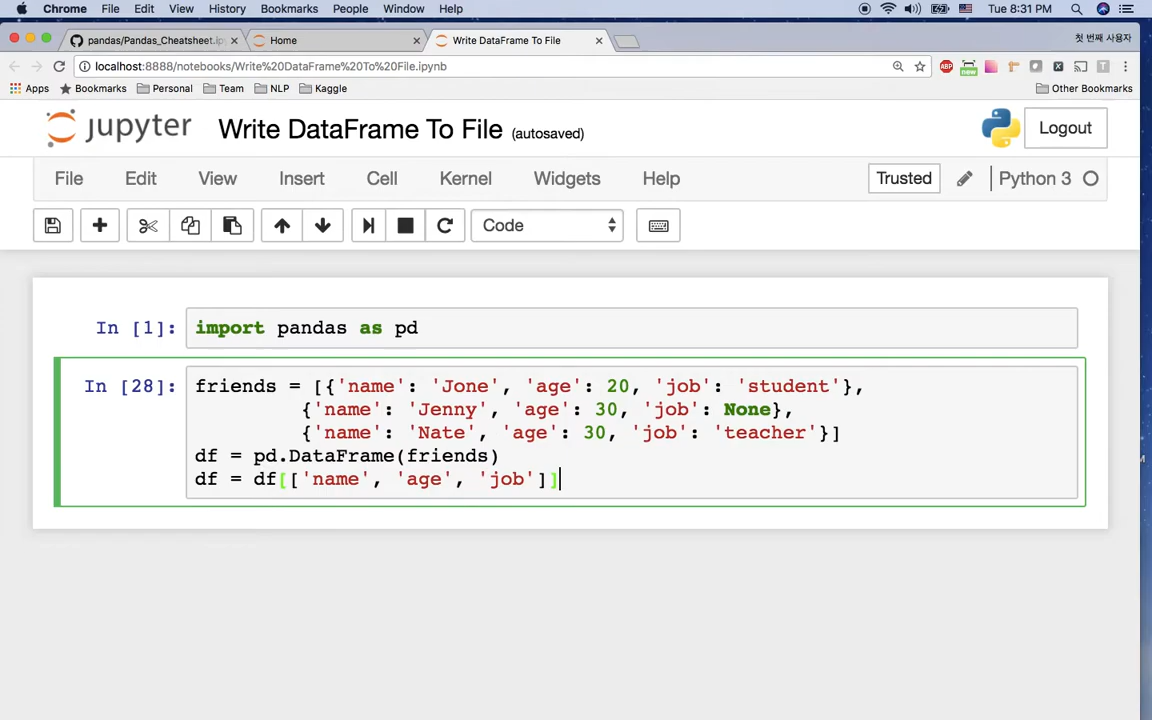 Chrome File Edit View History Bookmarks People Window Help Tue 8:31 PM
pandas/Pandas_Cheatsheet.ip Home Write DataFrame To File 첫 번째 사용자
localhost:8888/notebooks/Write%20DataFrame%20To%20File.ipynb ABP new T
Apps Bookmarks Personal Team NLP Kaggle Other Bookmarks
jupyter Write DataFrame To File (autosaved) Logout
File Edit View Insert Cell Kernel Widgets Help Trusted Python 3
Code
In [1]: import pandas as pd
In [28]: friends = [{'name': 'Jone', 'age': 20, 'job': 'student'},
{'name': 'Jenny', 'age': 30, 'job': None},
{'name': 'Nate', 'age': 30, 'job': 'teacher'}]
df = pd.DataFrame(friends)
df = df[['name', 'age', 'job']]